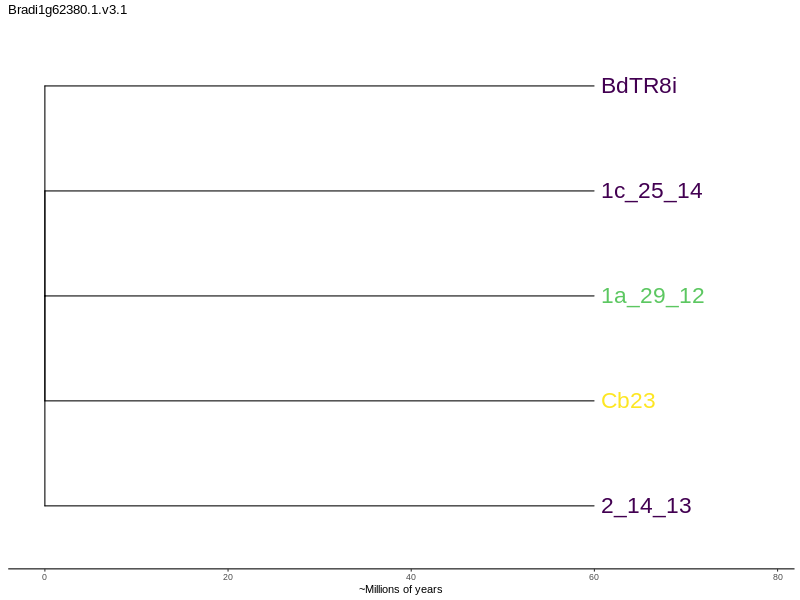 Bradi1g62380.1.v3.1
BdTR8i
1c_25_14
1a_29_12
Cb23
2_14_13
0 20 40 60 80
~Millions of years